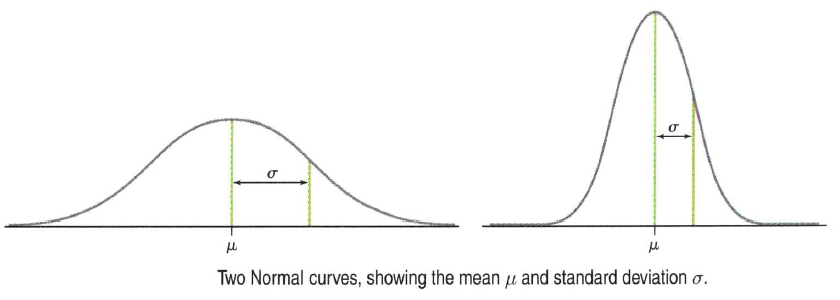 σ
σ
μ
μ
Two Normal curves, showing the mean μ and standard deviation σ.